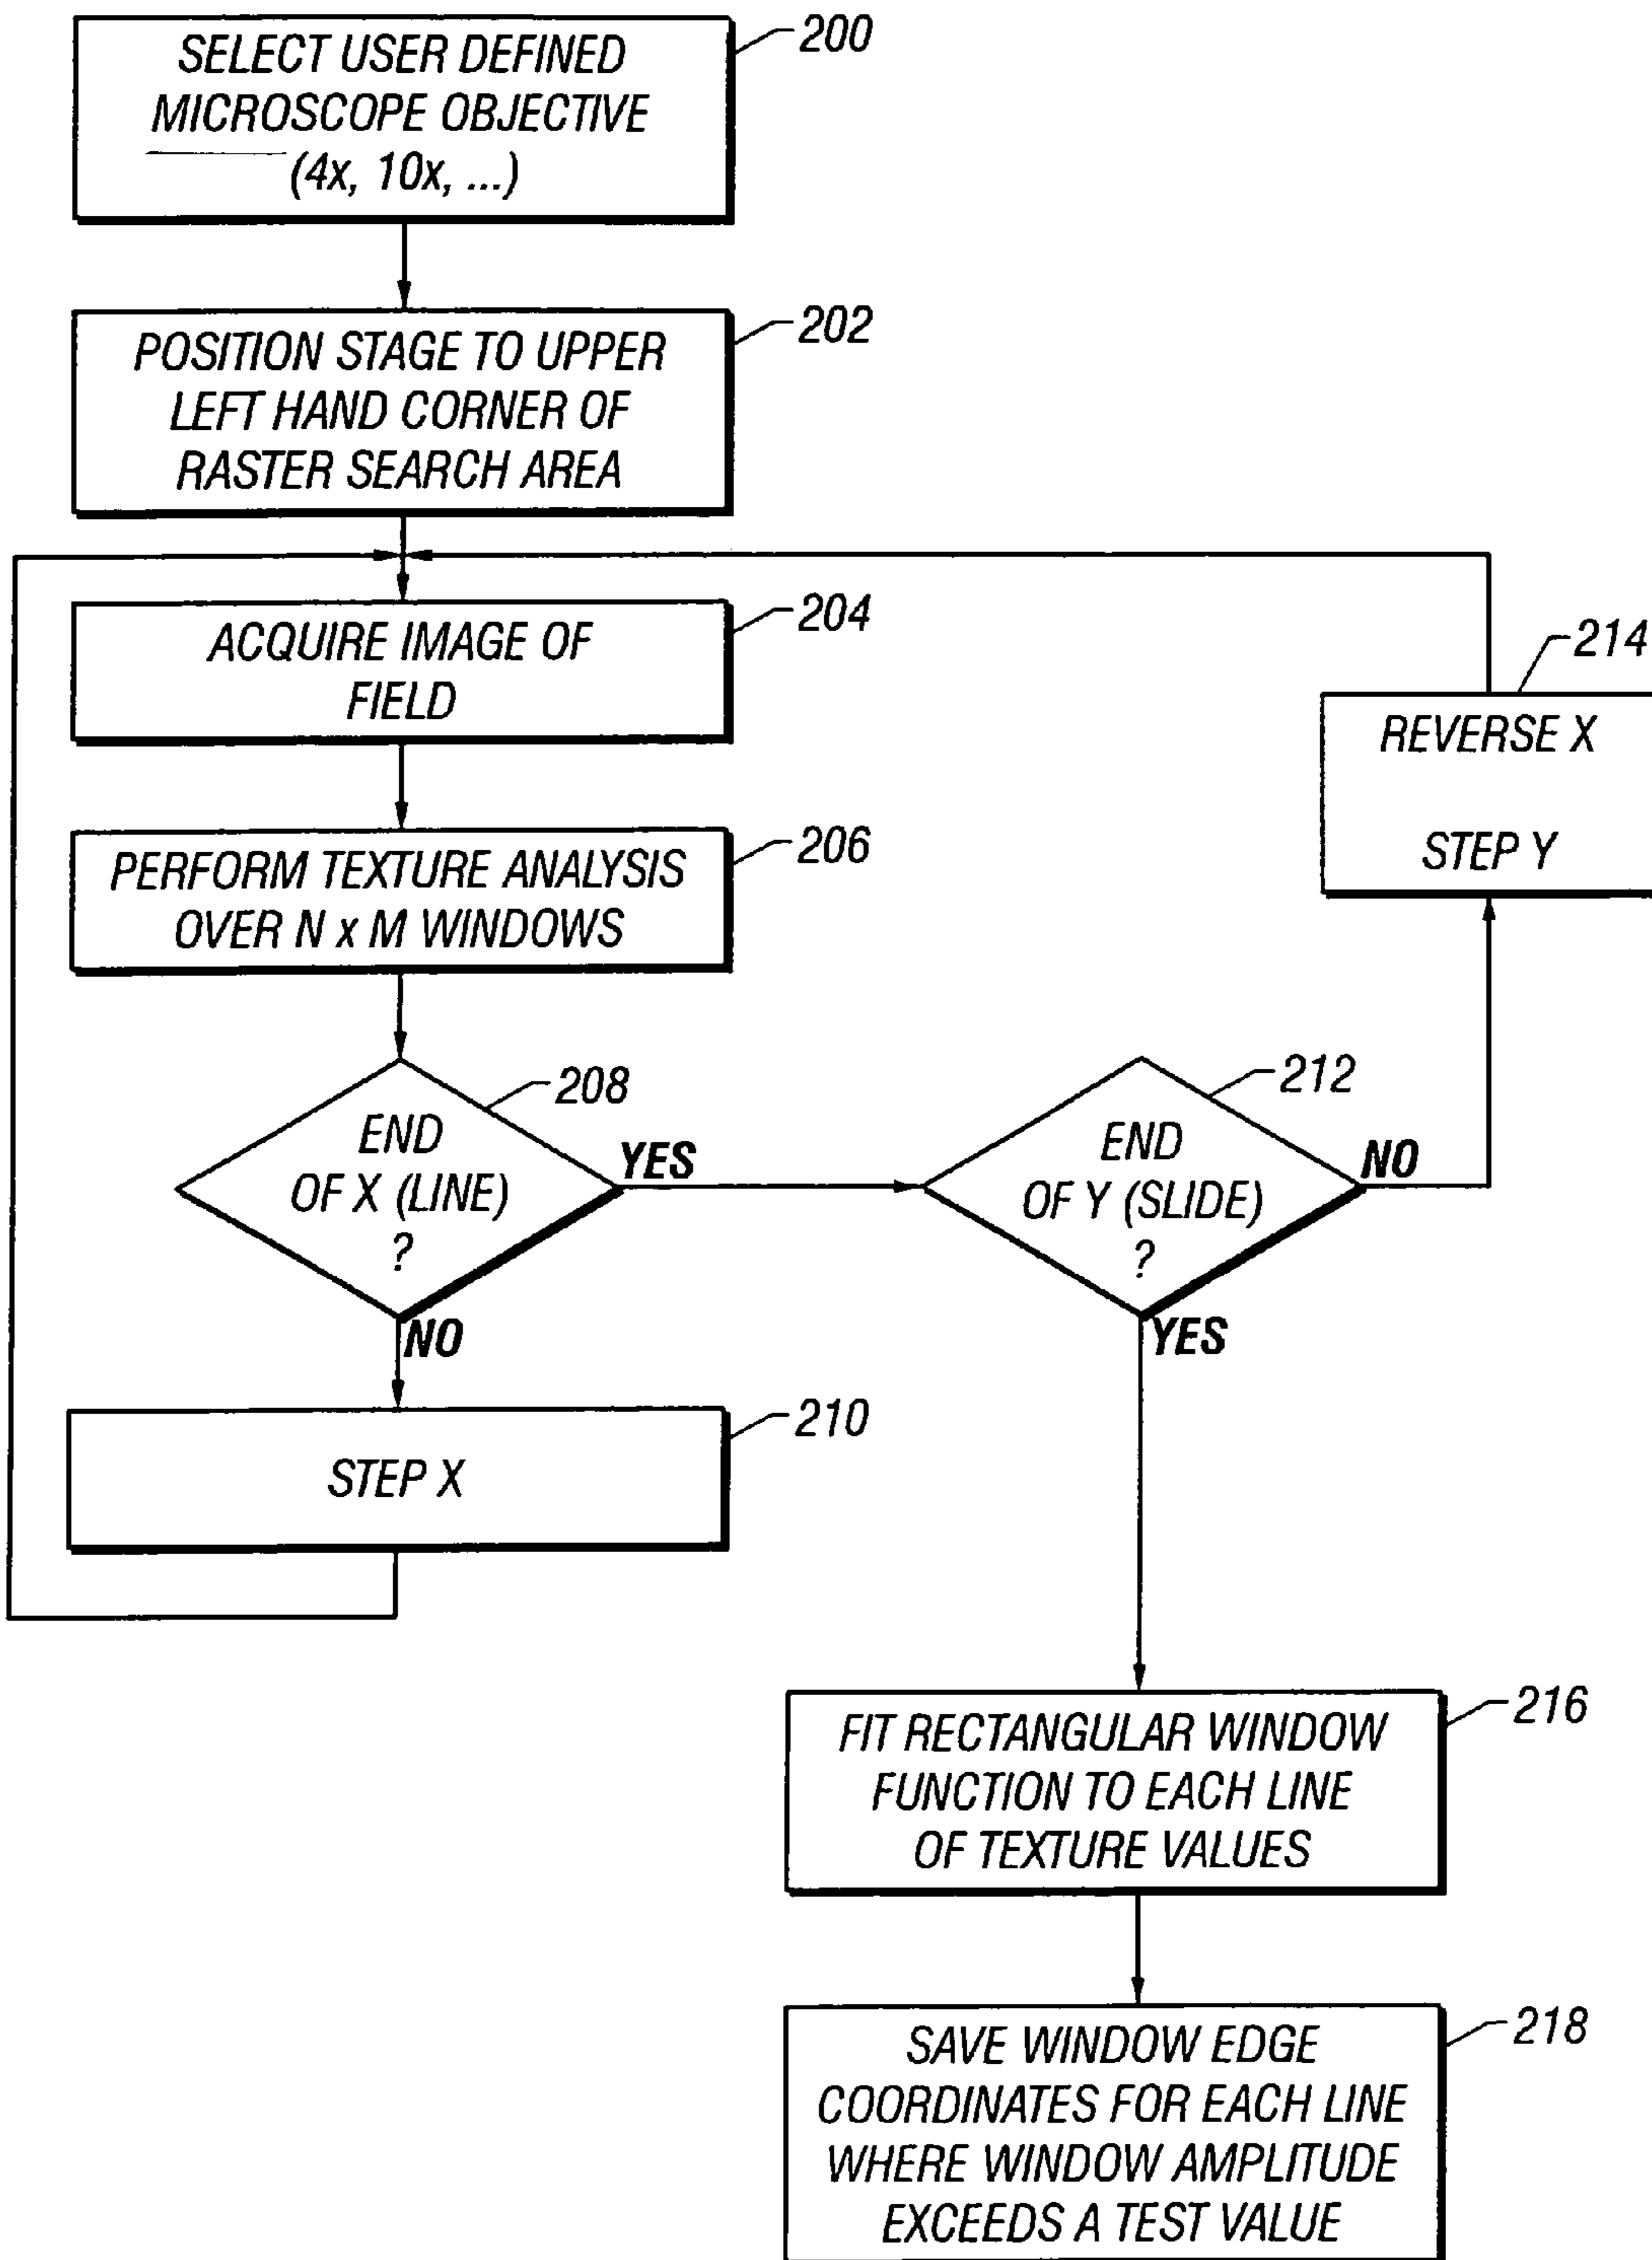 SELECT USER DEFINED
MICROSCOPE OBJECTIVE
(4x, 10x, ...)
200
POSITION STAGE TO UPPER
LEFT HAND CORNER OF
RASTER SEARCH AREA
202
ACQUIRE IMAGE OF
FIELD
204
214
REVERSE X
STEP Y
PERFORM TEXTURE ANALYSIS
OVER N x M WINDOWS
206
END
OF X (LINE)
?
208
YES
NO
END
OF Y (SLIDE)
?
212
NO
YES
STEP X
210
FIT RECTANGULAR WINDOW
FUNCTION TO EACH LINE
OF TEXTURE VALUES
216
SAVE WINDOW EDGE
COORDINATES FOR EACH LINE
WHERE WINDOW AMPLITUDE
EXCEEDS A TEST VALUE
218